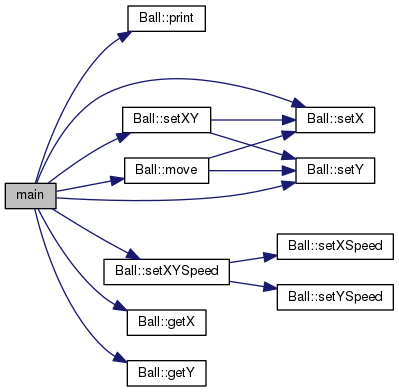 Ball::print
Ball::setXY
Ball::setX
Ball::move
Ball::setY
main
Ball::setXYSpeed
Ball::setXSpeed
Ball::setYSpeed
Ball::getX
Ball::getY